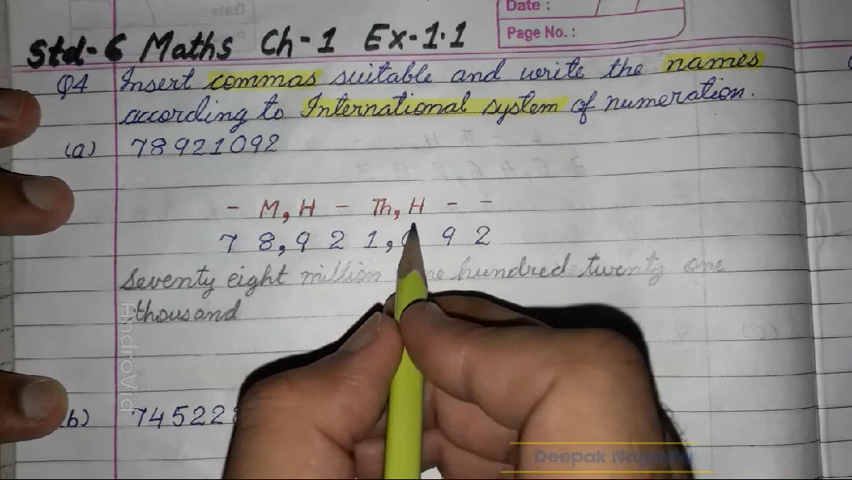 Date :
Page No. :
Std-6 Maths Ch-1 Ex-1.1
Q4 Insert commas suitable and write the names
according to International system of numeration.
(a) 78921092
- M, H - Th, H - -
7 8, 9 2 1, 9 2
Seventy eight million hundred twenty one
thousand
AndroVid
(b) 74522
Deepak